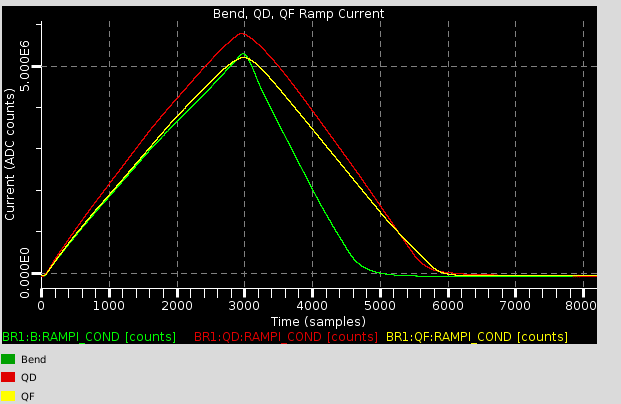 Bend, QD, QF Ramp Current
Current (ADC counts)
5.000E6
0.000E0
0 1000 2000 3000 4000 5000 6000 7000 8000
Time (samples)
BR1:B:RAMPI_COND [counts] BR1:QD:RAMPI_COND [counts] BR1:QF:RAMPI_COND [counts]
Bend
QD
QF